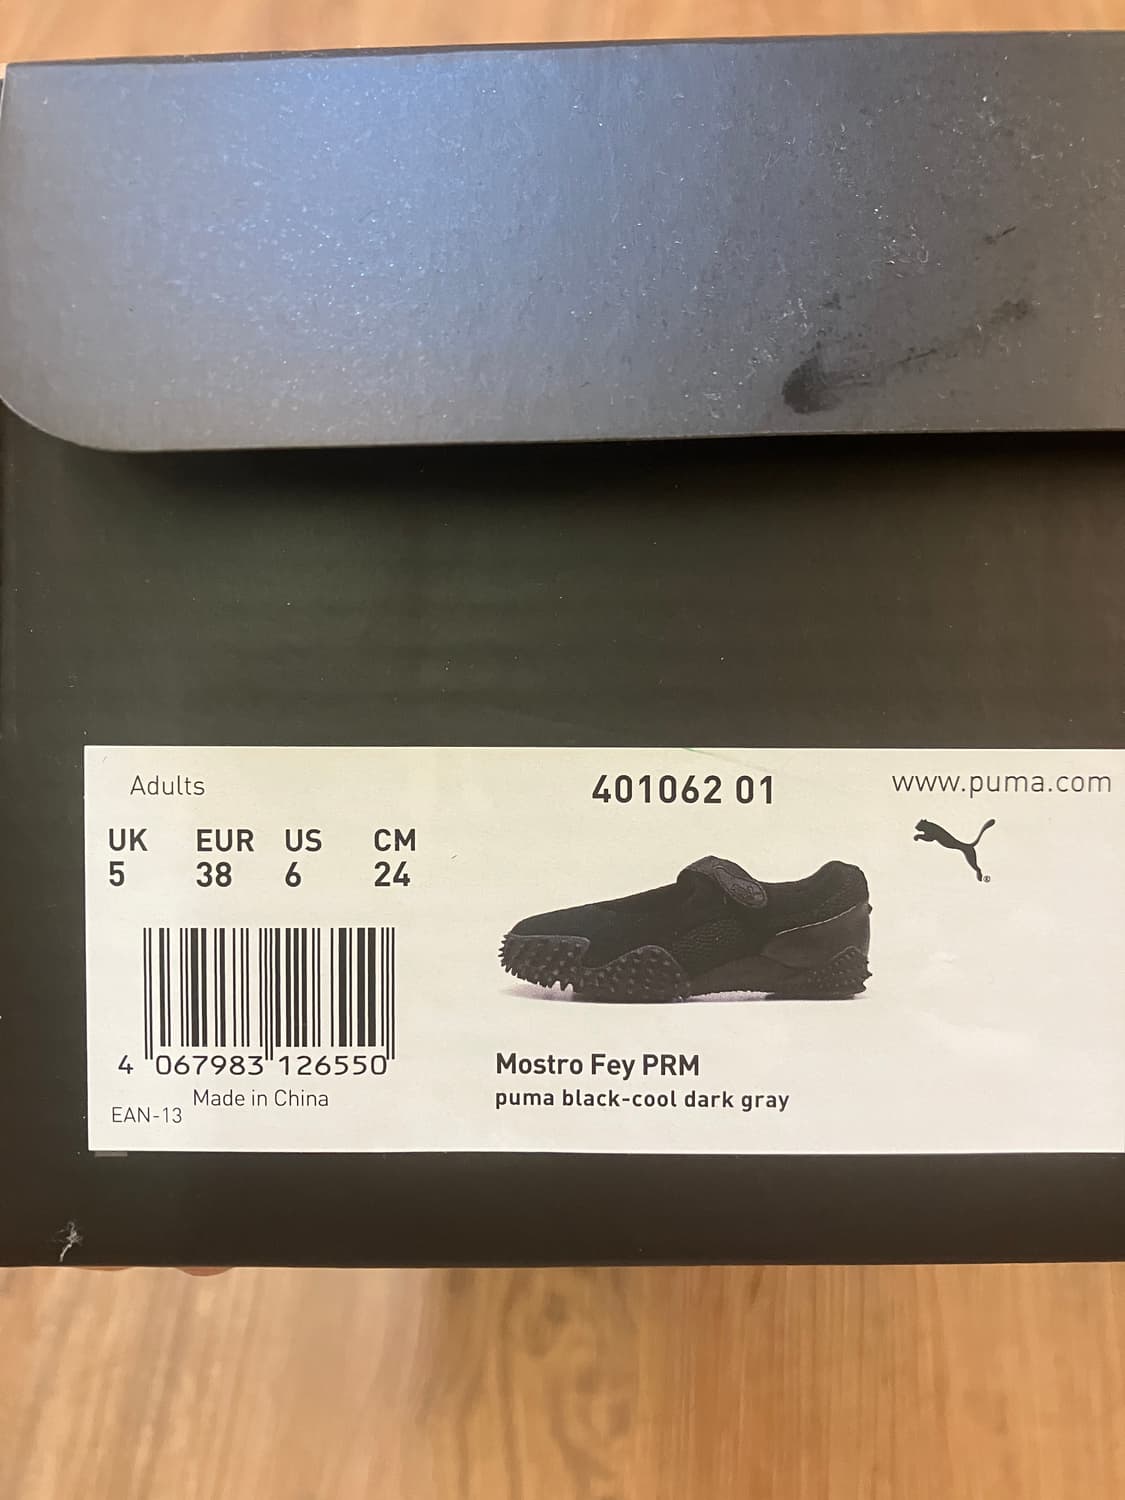 Adults
401062 01
www.puma.com
UK EUR US CM
5 38 6 24
®
4 067983 126550
Made in China
EAN-13
Mostro Fey PRM
puma black-cool dark gray